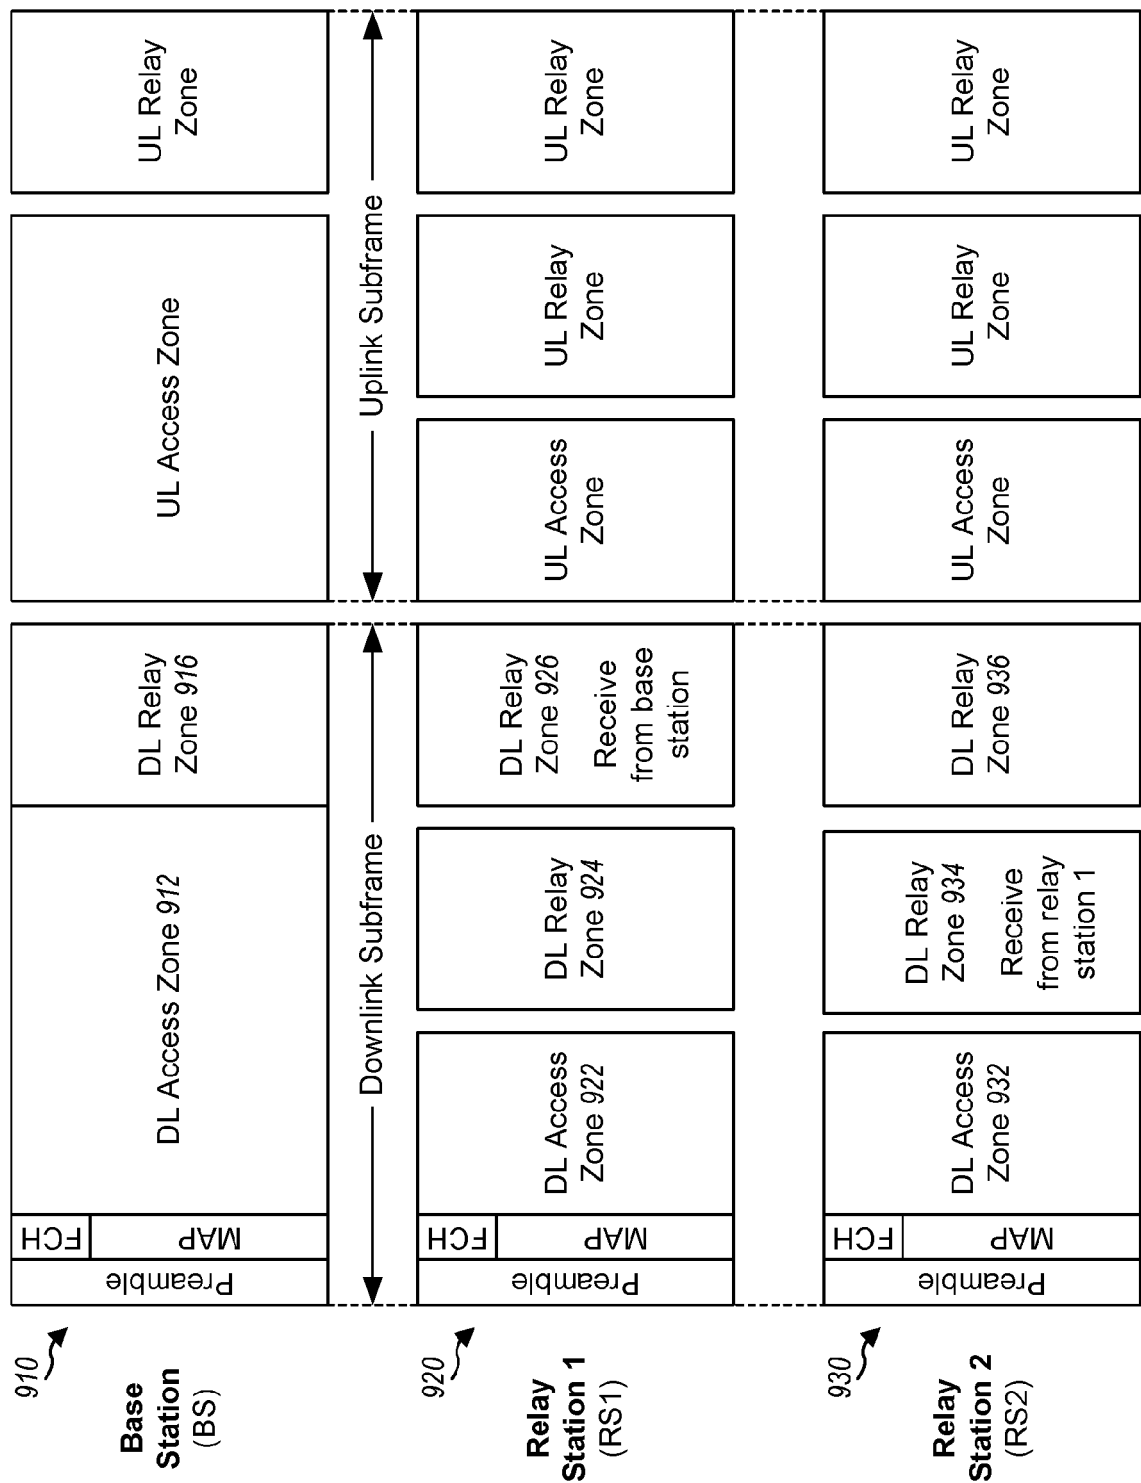 910
Base
Station
(BS)
Preamble
FCH
MAP
DL Access Zone 912
DL Relay
Zone 916
UL Access Zone
UL Relay
Zone
Downlink Subframe
Uplink Subframe
920
Relay
Station 1
(RS1)
Preamble
FCH
MAP
DL Access
Zone 922
DL Relay
Zone 924
DL Relay
Zone 926
Receive
from base
station
UL Access
Zone
UL Relay
Zone
UL Relay
Zone
930
Relay
Station 2
(RS2)
Preamble
FCH
MAP
DL Access
Zone 932
DL Relay
Zone 934
Receive
from relay
station 1
DL Relay
Zone 936
UL Access
Zone
UL Relay
Zone
UL Relay
Zone